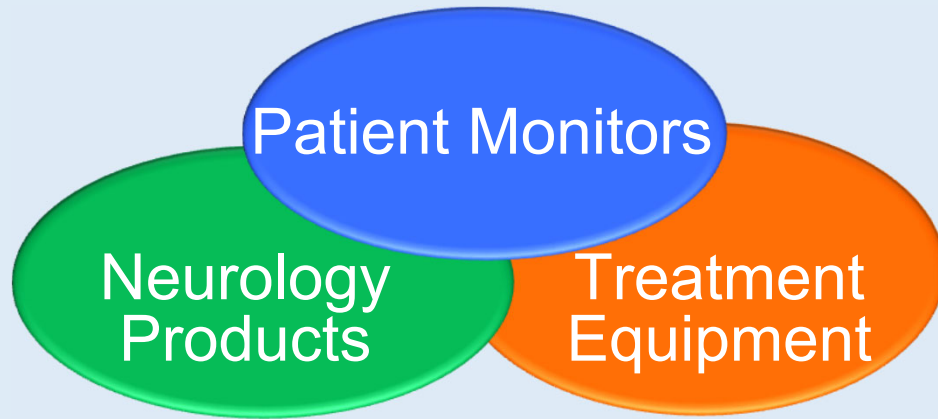 Patient Monitors
Neurology
Products
Treatment
Equipment